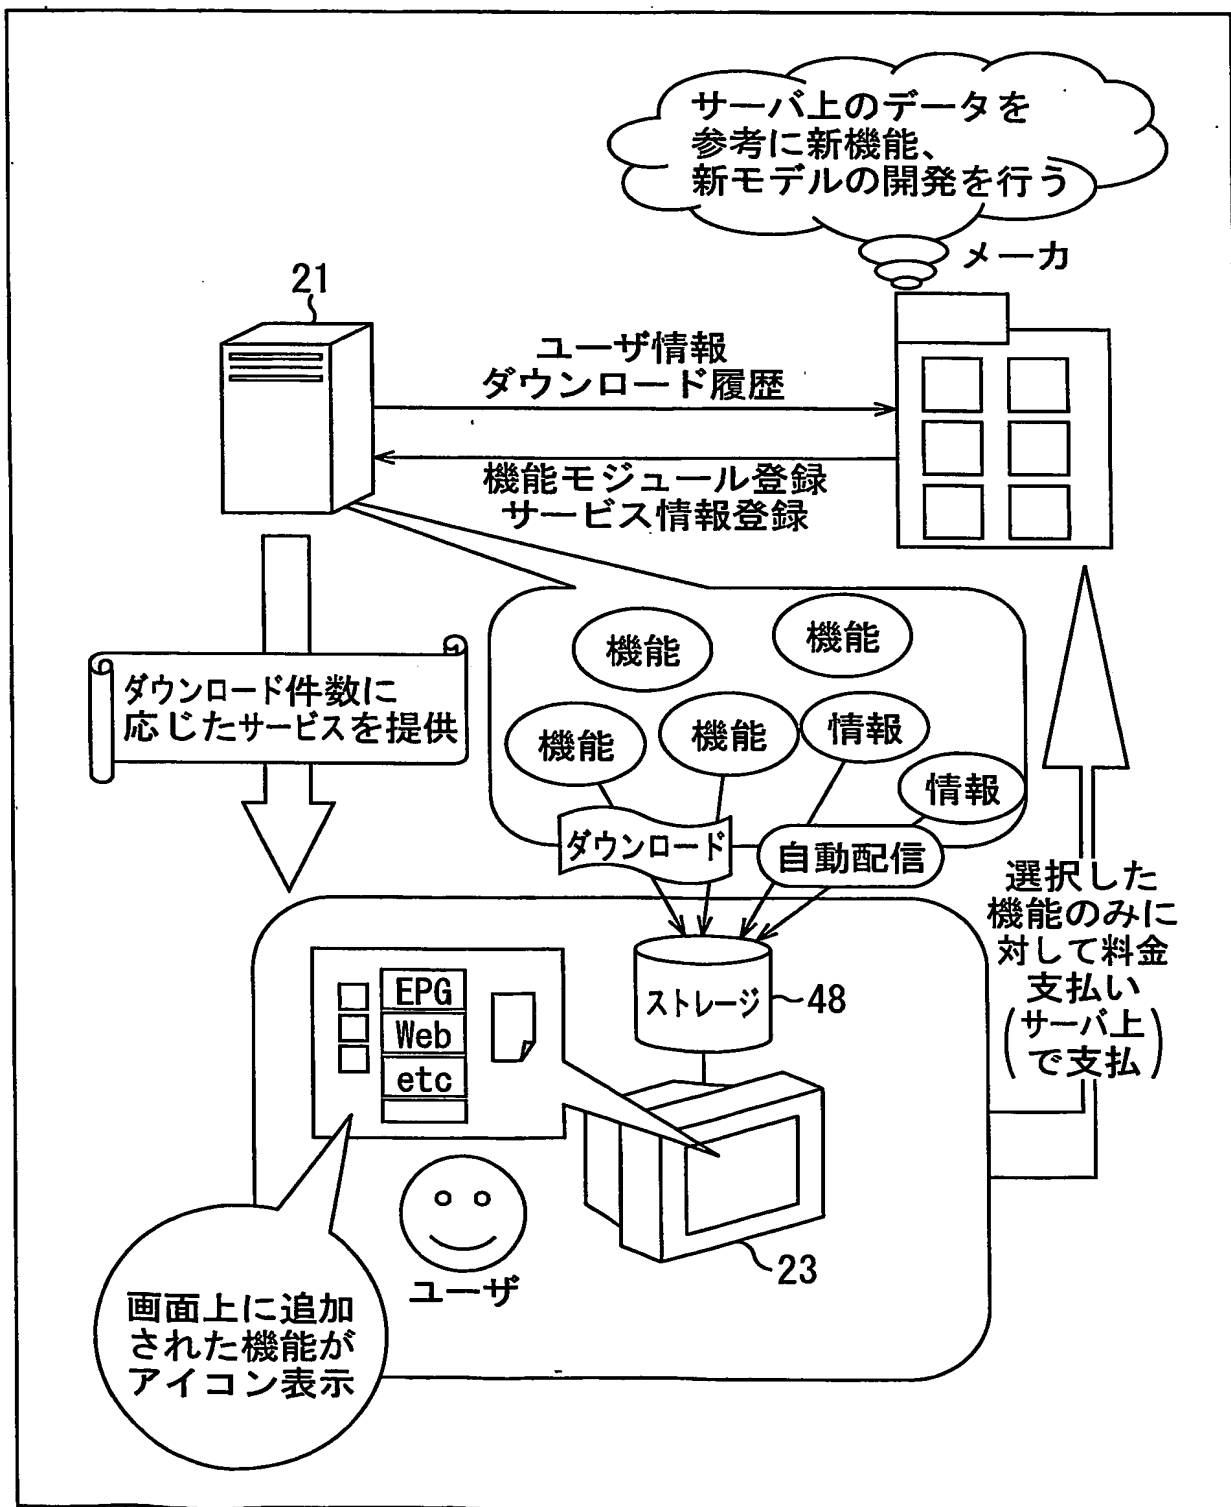 サーバ上のデータを
参考に新機能、
新モデルの開発を行う
メーカ
21
ユーザ情報
ダウンロード履歴
機能モジュール登録
サービス情報登録
機能
機能
機能
機能
情報
情報
ダウンロード件数に
応じたサービスを提供
ダウンロード
自動配信
選択した
機能のみに
対して料金
支払い
(サーバ上
で支払)
ストレージ
48
EPG
Web
etc
ユーザ
23
画面上に追加
された機能が
アイコン表示